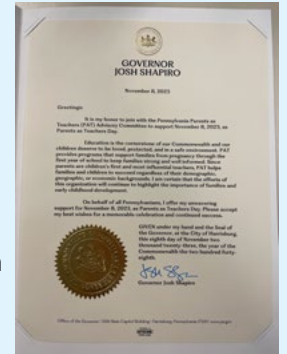 GOVERNOR
JOSH SHAPIRO
November 8, 2023
Greetings:
It is my honor to join with the Pennsylvania Parents as
Teachers (PAT) Advisory Committee to support November 8, 2023, as
Parents as Teachers Day.
Education is the cornerstone of our Commonwealth and our
children deserve to be loved, protected, and in a safe environment. PAT
provides programs that support families from pregnancy through the
first year of school to keep families strong and well informed. Since
parents are children's first and most influential teachers, PAT helps
families and children to succeed regardless of their demographic,
geographic, or economic backgrounds. I am certain that the efforts of
this organization will continue to highlight the importance of families and
early childhood development.
On behalf of all Pennsylvanians, I offer my unwavering
support for November 8, 2023, as Parents as Teachers Day. Please accept
my best wishes for a memorable celebration and continued success.
GIVEN under my hand and the Seal of
the Governor, at the City of Harrisburg,
this eighth day of November two
thousand twenty-three, the year of the
Commonwealth the two hundred forty-
eighth.
Governor Josh Shapiro